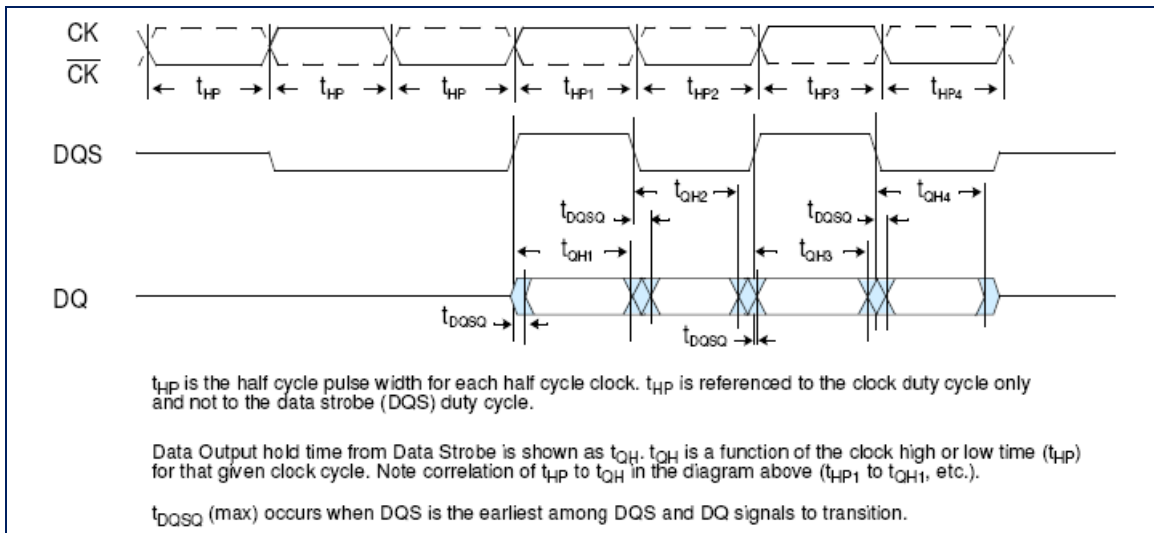 CK
CK
tHP tHP tHP tHP1 tHP2 tHP3 tHP4
DQS
tQH2 tQH4
tDQSQ tDQSQ
tQH1 tQH3
DQ
tDQSQ tDQSQ
tHP is the half cycle pulse width for each half cycle clock. tHP is referenced to the clock duty cycle only
and not to the data strobe (DQS) duty cycle.
Data Output hold time from Data Strobe is shown as tQH. tQH is a function of the clock high or low time (tHP)
for that given clock cycle. Note correlation of tHP to tQH in the diagram above (tHP1 to tQH1, etc.).
tDQSQ (max) occurs when DQS is the earliest among DQS and DQ signals to transition.